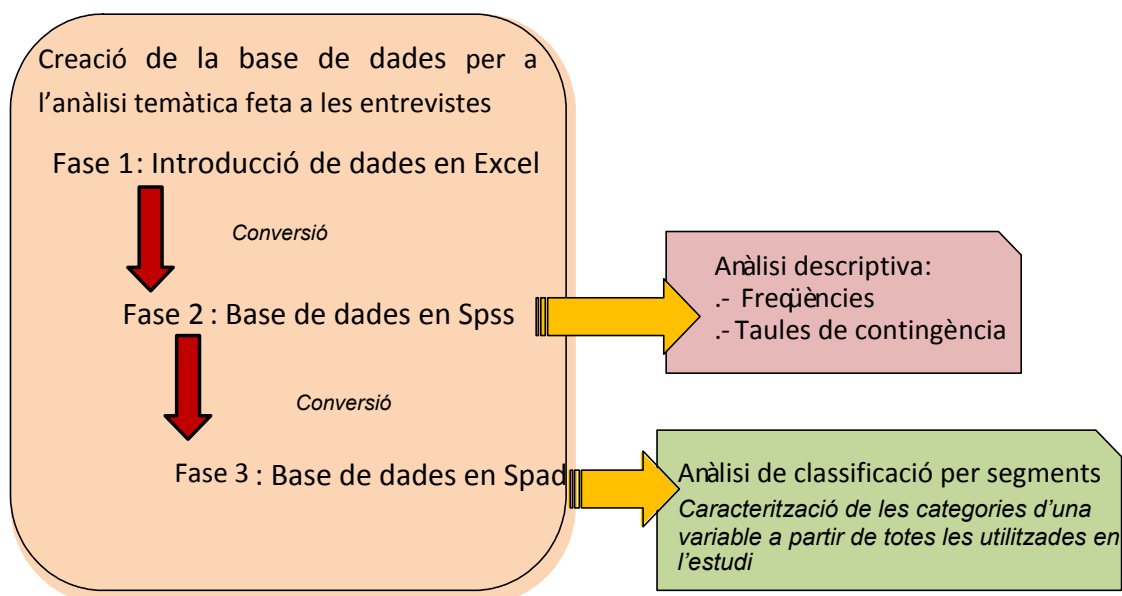 Creació de la base de dades per a
l’anàlisi temàtica feta a les entrevistes
Fase 1: Introducció de dades en Excel
Conversió
Fase 2 : Base de dades en Spss
Conversió
Fase 3 : Base de dades en Spad
Anàlisi descriptiva:
.- Freqüències
.- Taules de contingència
Anàlisi de classificació per segments
Caracterització de les categories d’una
variable a partir de totes les utilitzades en
l’estudi